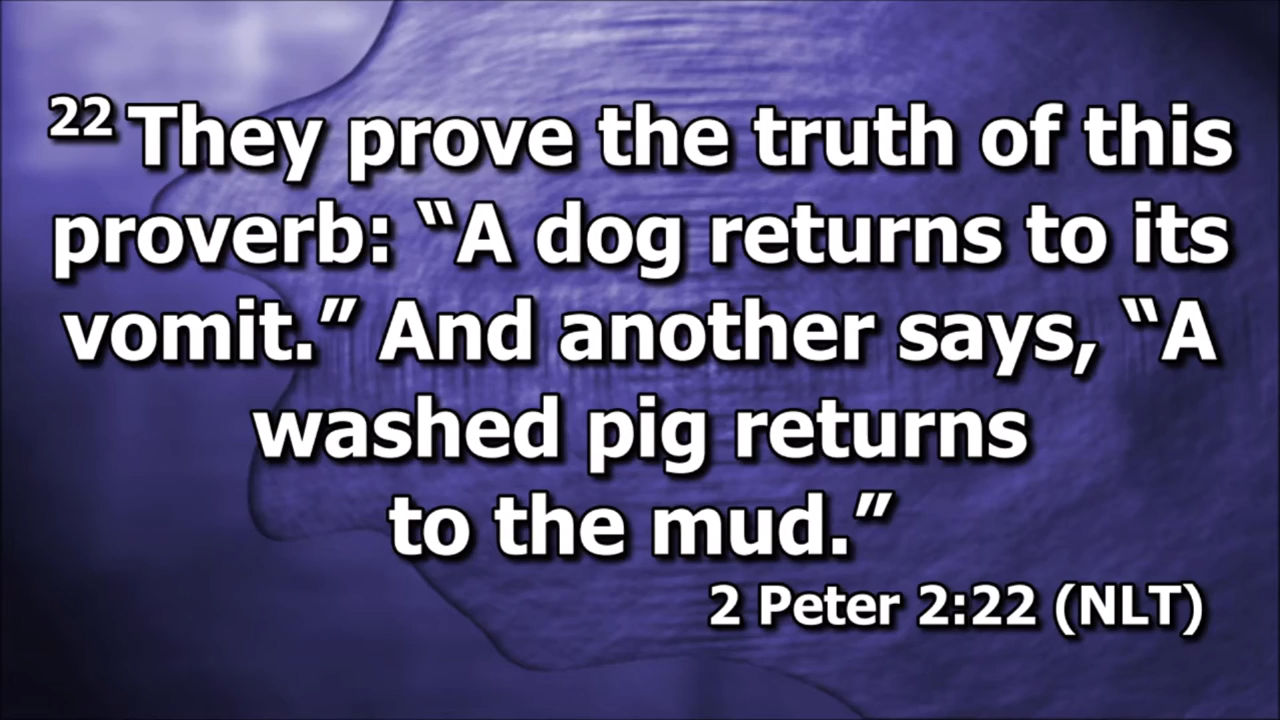 22 They prove the truth of this
proverb: “A dog returns to its
vomit.” And another says, “A
washed pig returns
to the mud.”
2 Peter 2:22 (NLT)